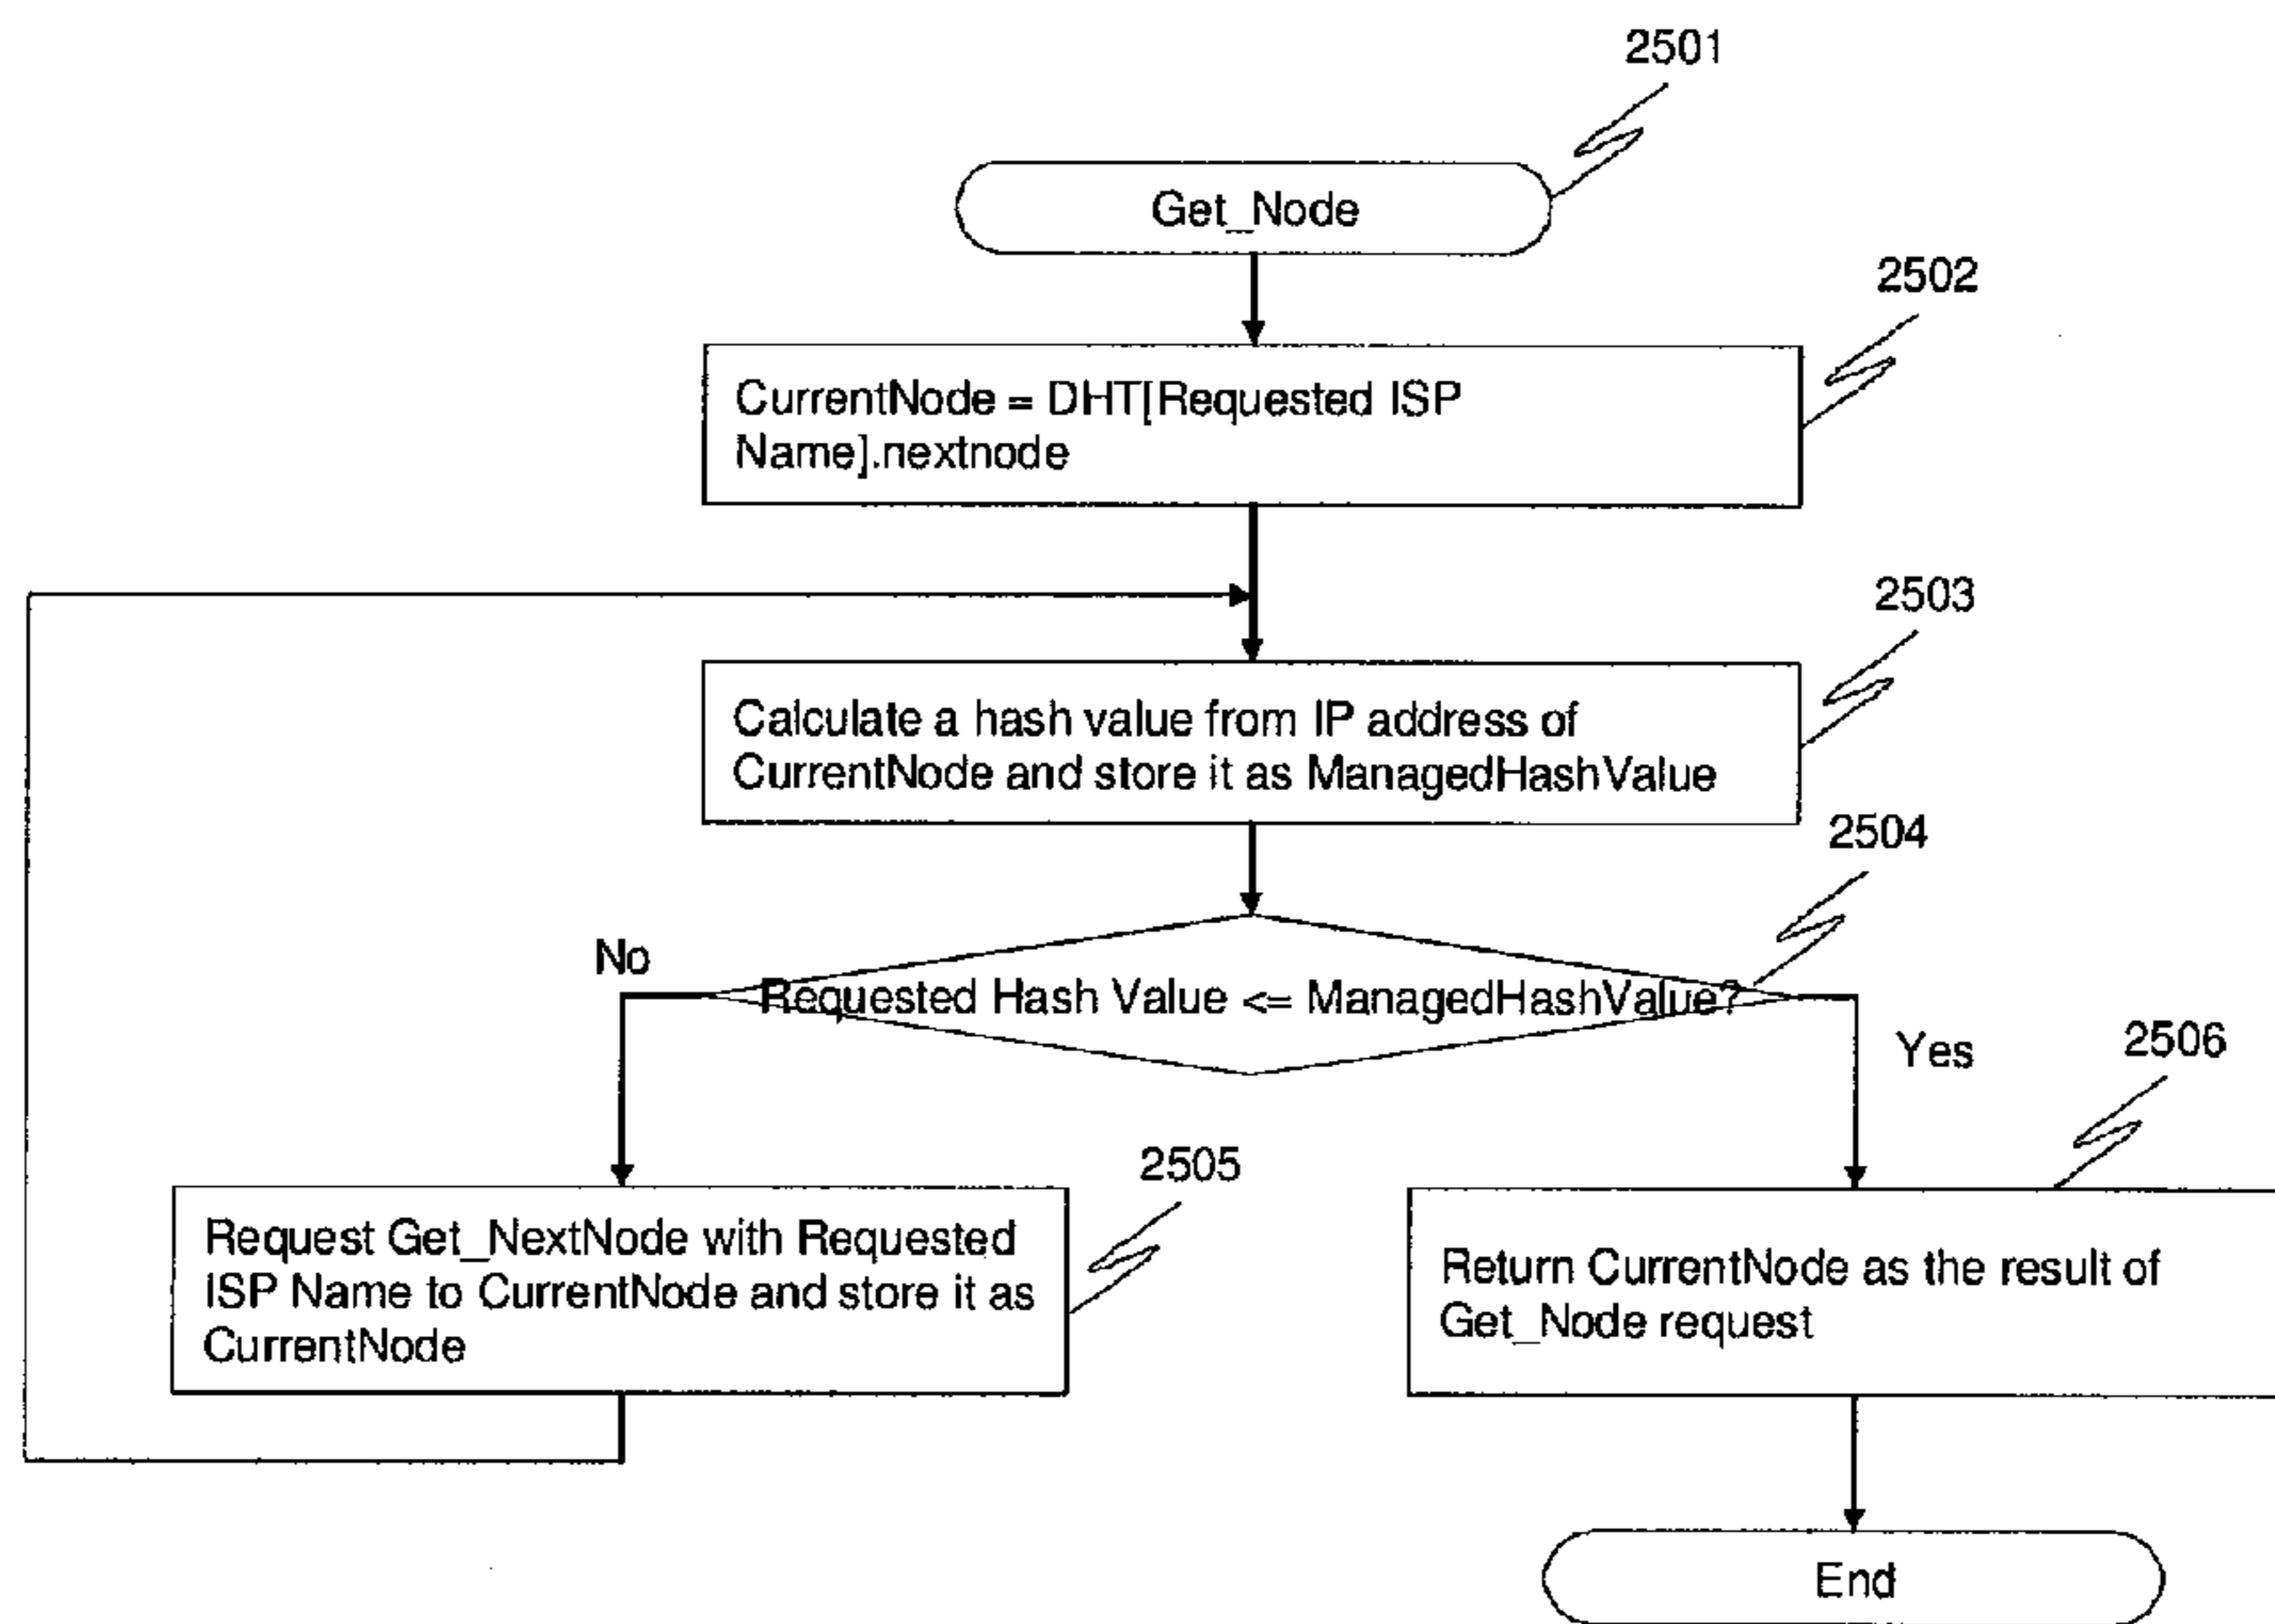 2501
Get_Node
2502
CurrentNode = DHT[Requested ISP
Name].nextnode
2503
Calculate a hash value from IP address of
CurrentNode and store it as ManagedHashValue
2504
No
Requested Hash Value <= ManagedHashValue?
Yes
2506
2505
Request Get_NextNode with Requested
ISP Name to CurrentNode and store it as
CurrentNode
Return CurrentNode as the result of
Get_Node request
End